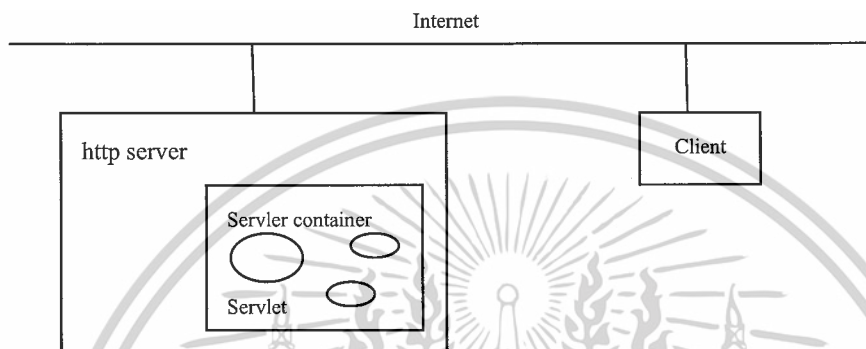 Internet
http server
Client
Servler container
Servlet